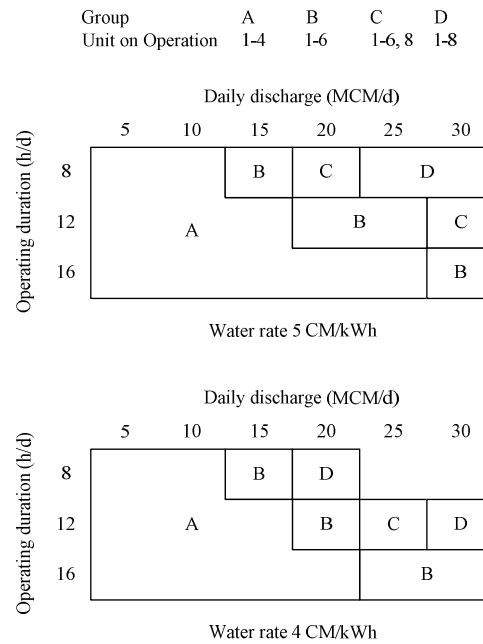 Group A B C D
Unit on Operation 1-4 1-6 1-6, 8 1-8
Daily discharge (MCM/d)
5 10 15 20 25 30
Operating duration (h/d)
8 B C D
12 A B C
16 B
Water rate 5 CM/kWh
Daily discharge (MCM/d)
5 10 15 20 25 30
Operating duration (h/d)
8 B D
12 A B C D
16 B
Water rate 4 CM/kWh